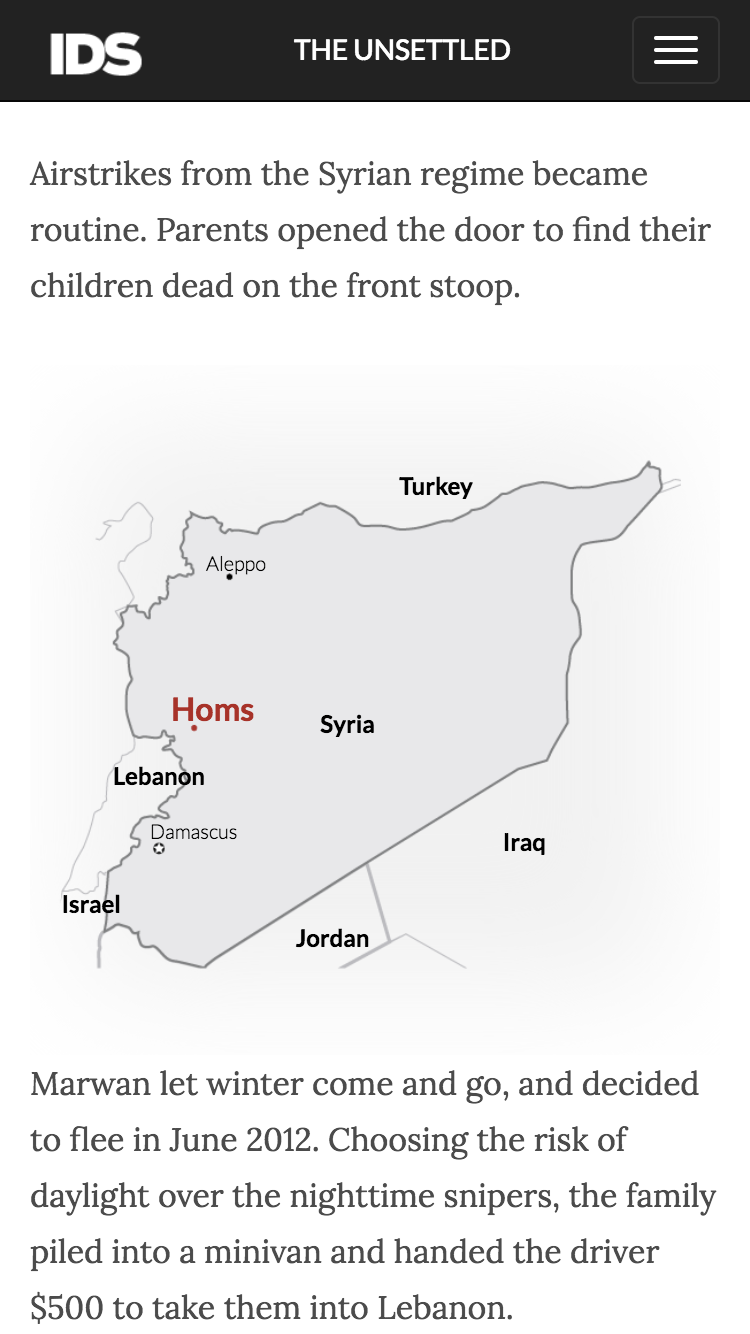 IDS
THE UNSETTLED
Airstrikes from the Syrian regime became
routine. Parents opened the door to find their
children dead on the front stoop.
Turkey
Aleppo
Homs
Syria
Lebanon
Damascus
Iraq
Israel
Jordan
Marwan let winter come and go, and decided
to flee in June 2012. Choosing the risk of
daylight over the nighttime snipers, the family
piled into a minivan and handed the driver
$500 to take them into Lebanon.